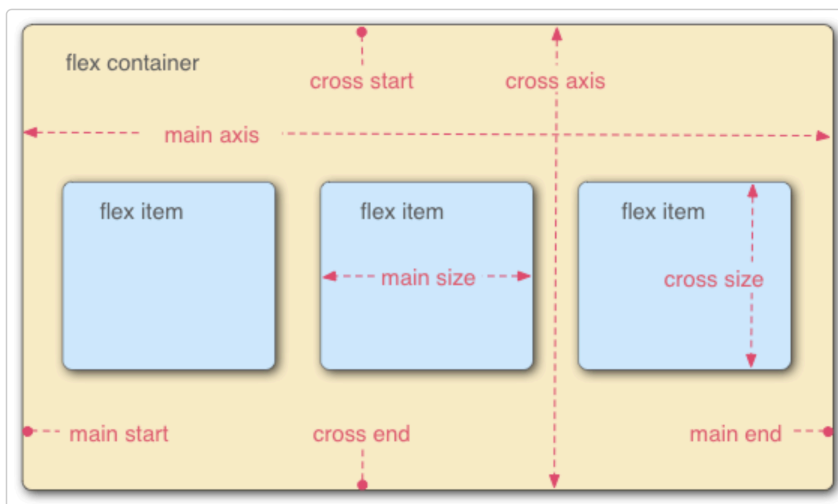 flex container
cross start
cross axis
main axis
flex item
flex item
flex item
main size
cross size
main start
cross end
main end